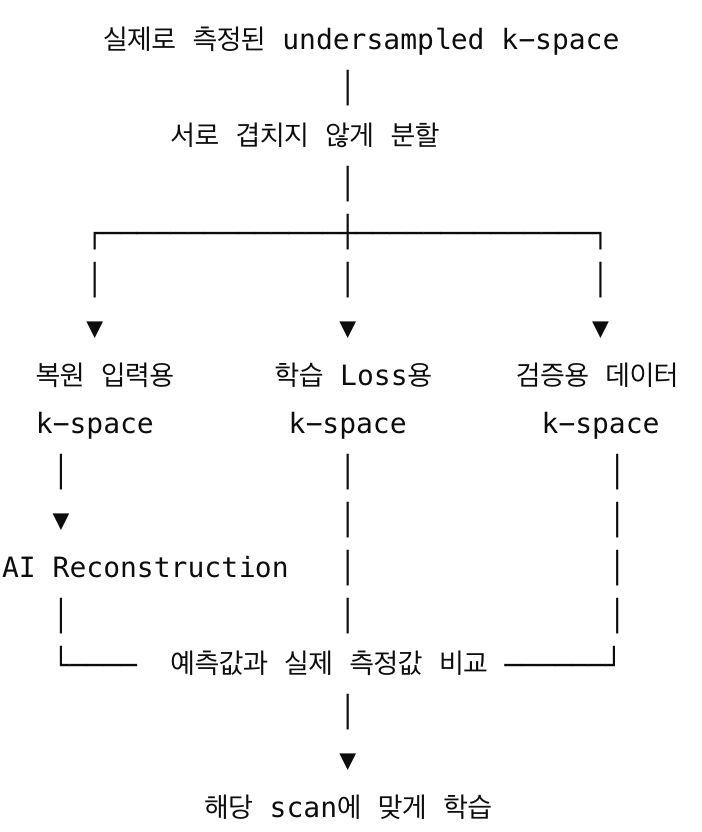 실제로 측정된 undersampled k-space
서로 겹치지 않게 분할
복원 입력용 학습 Loss용 검증용 데이터
k-space k-space k-space
AI Reconstruction
예측값과 실제 측정값 비교
해당 scan에 맞게 학습